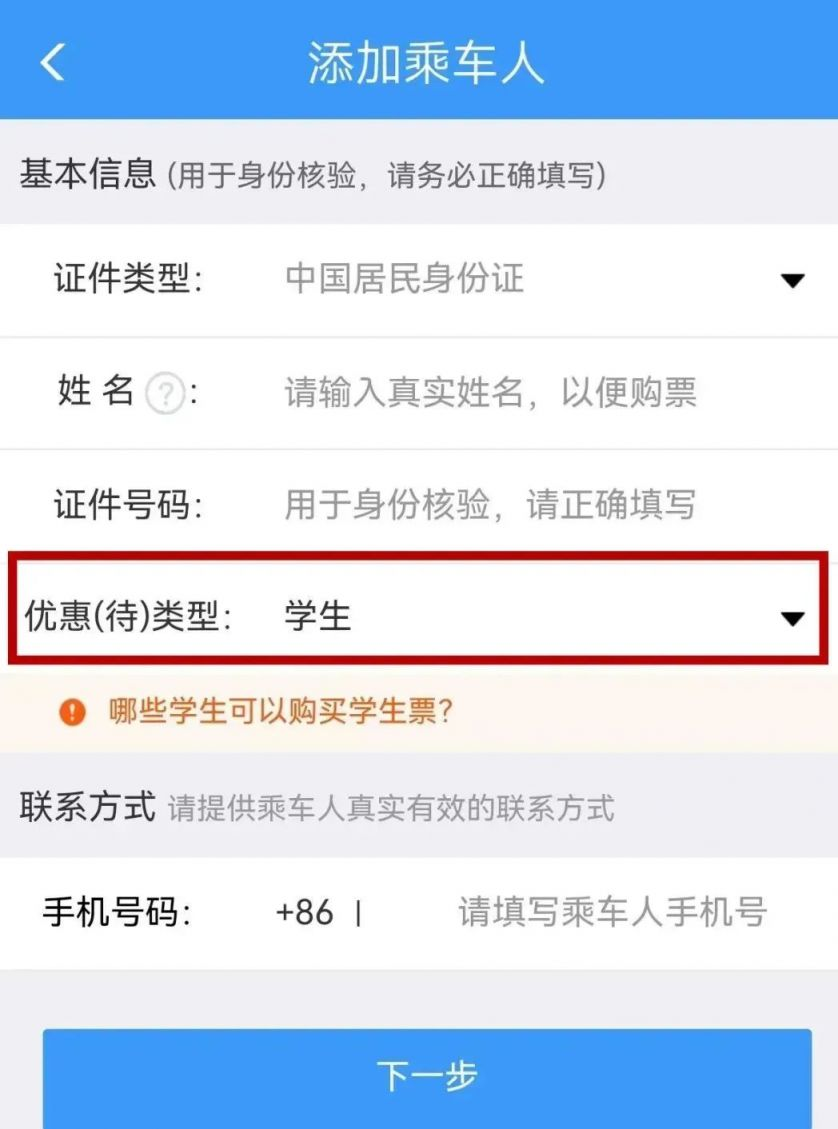 添加乘车人
基本信息 (用于身份核验，请务必正确填写)
证件类型: 中国居民身份证
姓 名 ?: 请输入真实姓名，以便购票
证件号码: 用于身份核验，请正确填写
优惠(待)类型: 学生
! 哪些学生可以购买学生票?
联系方式 请提供乘车人真实有效的联系方式
手机号码: +86 | 请填写乘车人手机号
下一步